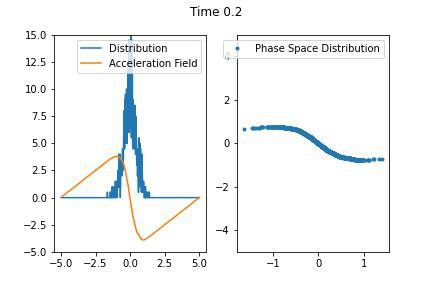 Time 0.2
15.0
12.5
10.0
7.5
5.0
2.5
0.0
−2.5
−5.0
−5.0 −2.5 0.0 2.5 5.0
Distribution
Acceleration Field
4
2
0
−2
−4
−1 0 1
Phase Space Distribution